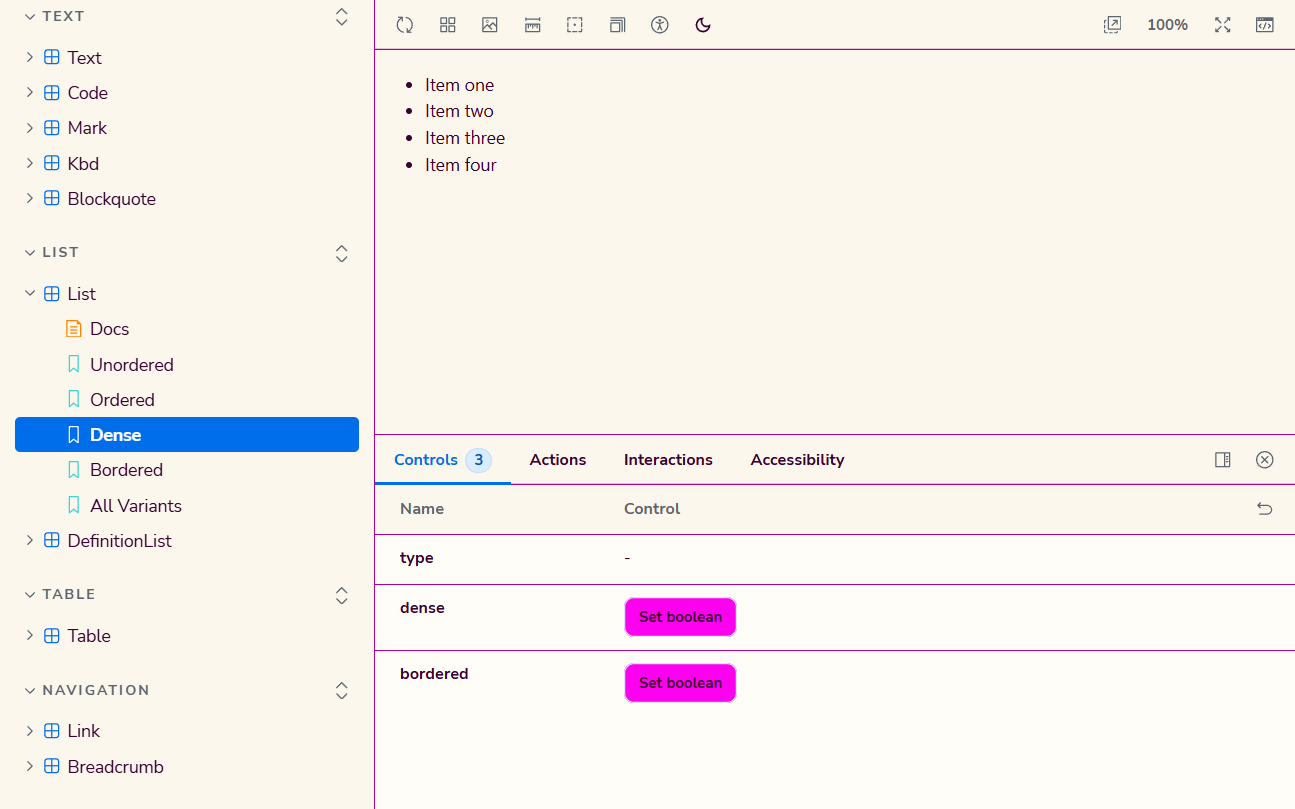 TEXT
Text
Code
Mark
Kbd
Blockquote
LIST
List
Docs
Unordered
Ordered
Dense
Bordered
All Variants
DefinitionList
TABLE
Table
NAVIGATION
Link
Breadcrumb
100%
• Item one
• Item two
• Item three
• Item four
Controls 3 Actions Interactions Accessibility
Name Control
type -
dense Set boolean
bordered Set boolean